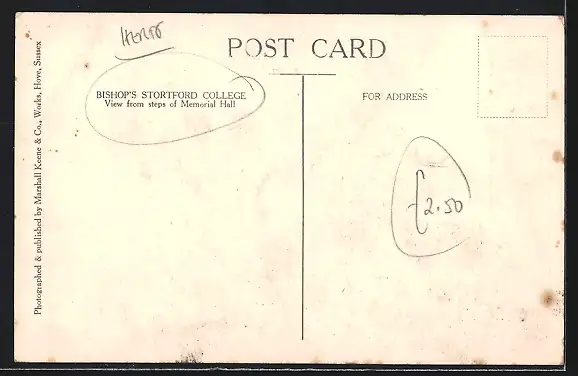 HERTS
POST CARD
BISHOP'S STORTFORD COLLEGE
View from steps of Memorial Hall
FOR ADDRESS
£2.50
Photographed & published by Marshall Keene & Co., Works, Hove, Sussex